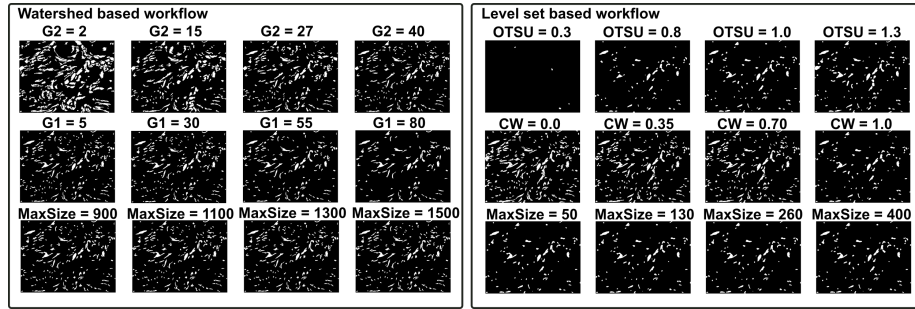 Watershed based workflow
G2 = 2 G2 = 15 G2 = 27 G2 = 40
G1 = 5 G1 = 30 G1 = 55 G1 = 80
MaxSize = 900 MaxSize = 1100 MaxSize = 1300 MaxSize = 1500
Level set based workflow
OTSU = 0.3 OTSU = 0.8 OTSU = 1.0 OTSU = 1.3
CW = 0.0 CW = 0.35 CW = 0.70 CW = 1.0
MaxSize = 50 MaxSize = 130 MaxSize = 260 MaxSize = 400